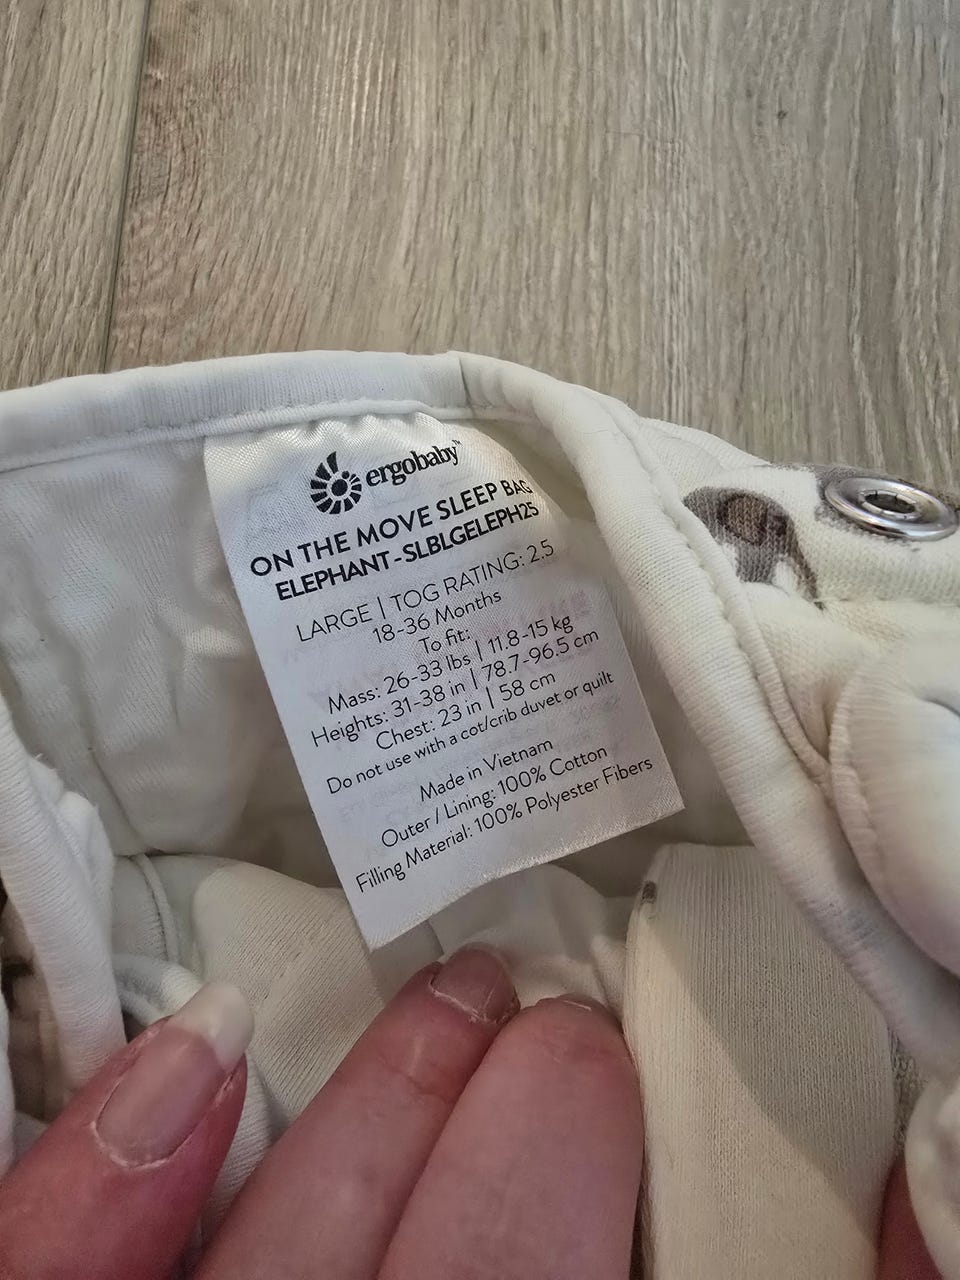 ergobaby™
ON THE MOVE SLEEP BAG
ELEPHANT-SLBLGELEPH25
LARGE | TOG RATING: 2.5
18-36 Months
To fit:
Mass: 26-33 lbs | 11.8-15 kg
Heights: 31-38 in | 78.7-96.5 cm
Chest: 23 in | 58 cm
Do not use with a cot/crib duvet or quilt
Made in Vietnam
Outer / Lining: 100% Cotton
Filling Material: 100% Polyester Fibers